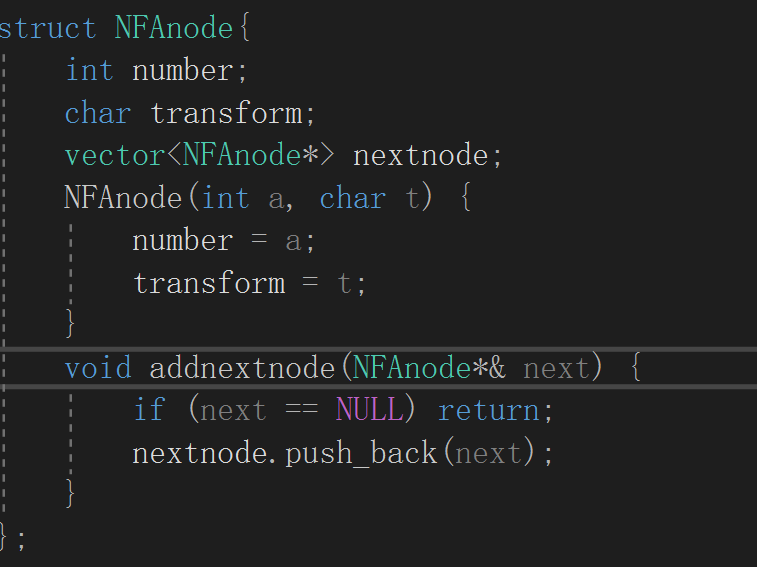 struct NFAnode{
int number;
char transform;
vector<NFAnode*> nextnode;
NFAnode(int a, char t) {
number = a;
transform = t;
}
void addnextnode(NFAnode*& next) {
if (next == NULL) return;
nextnode.push_back(next);
}
};